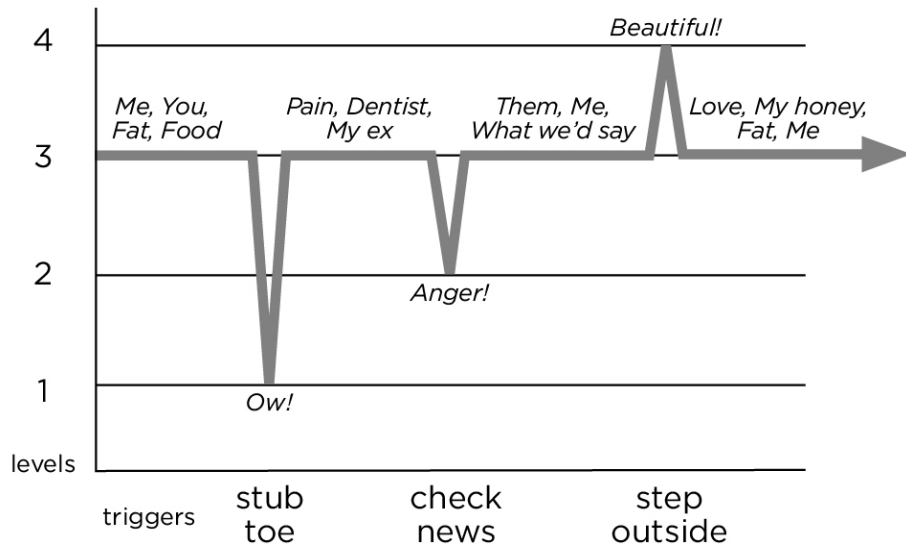 4
Beautiful!
Me, You,
Fat, Food
Pain, Dentist,
My ex
Them, Me,
What we’d say
Love, My honey,
Fat, Me
3
2
Anger!
1
Ow!
levels
triggers
stub
toe
check
news
step
outside